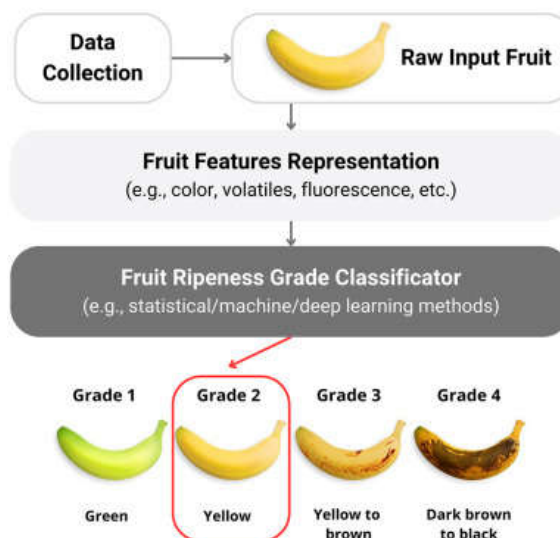 Data
Collection
Raw Input Fruit
Fruit Features Representation
(e.g., color, volatiles, fluorescence, etc.)
Fruit Ripeness Grade Classificator
(e.g., statistical/machine/deep learning methods)
Grade 1
Grade 2
Grade 3
Grade 4
Green
Yellow
Yellow to
brown
Dark brown
to black